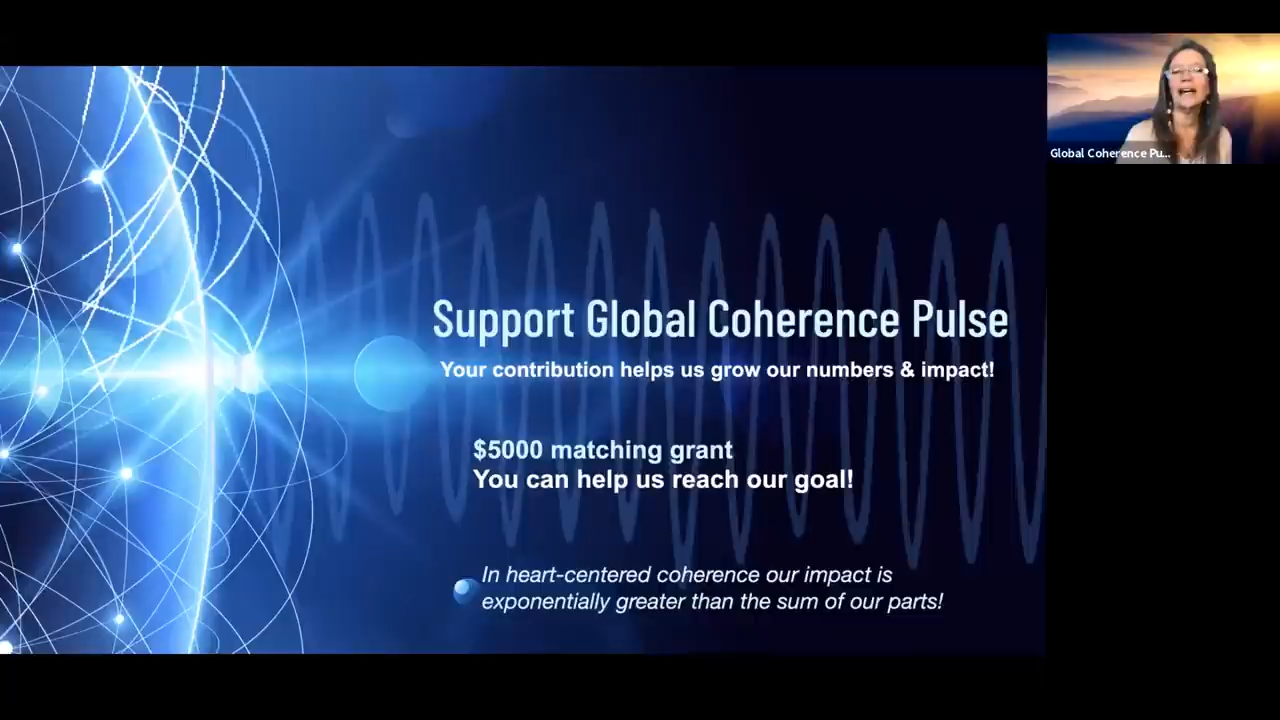 Support Global Coherence Pulse
Your contribution helps us grow our numbers & impact!
$5000 matching grant
You can help us reach our goal!
In heart-centered coherence our impact is
exponentially greater than the sum of our parts!
Global Coherence Pu...